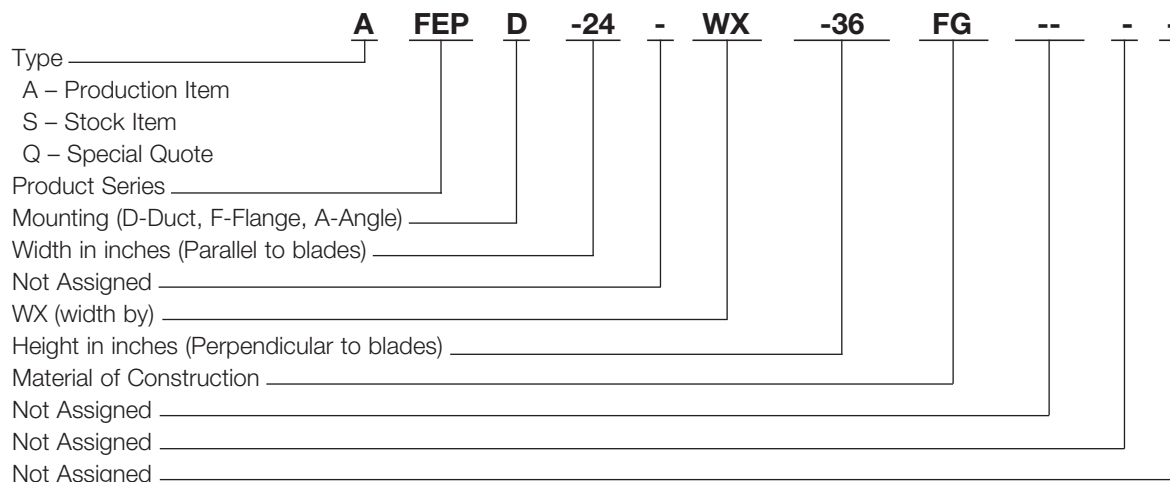 A FEP D -24 - WX -36 FG -- - -
Type
A – Production Item
S – Stock Item
Q – Special Quote
Product Series
Mounting (D-Duct, F-Flange, A-Angle)
Width in inches (Parallel to blades)
Not Assigned
WX (width by)
Height in inches (Perpendicular to blades)
Material of Construction
Not Assigned
Not Assigned
Not Assigned